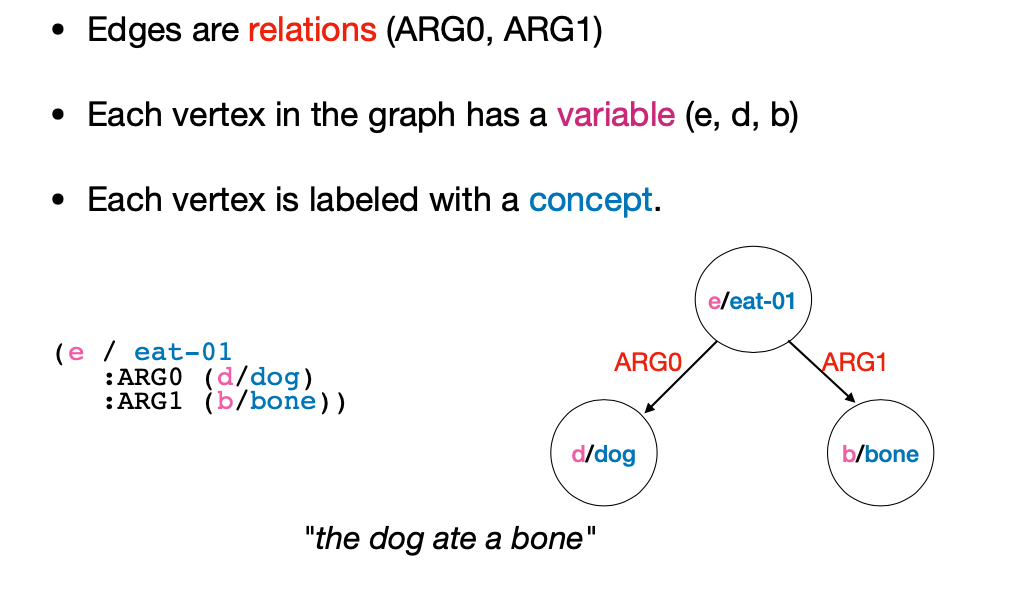 • Edges are relations (ARG0, ARG1)
• Each vertex in the graph has a variable (e, d, b)
• Each vertex is labeled with a concept.
(e / eat-01
:ARG0 (d/dog)
:ARG1 (b/bone))
e/eat-01
ARG0
ARG1
d/dog
b/bone
"the dog ate a bone"